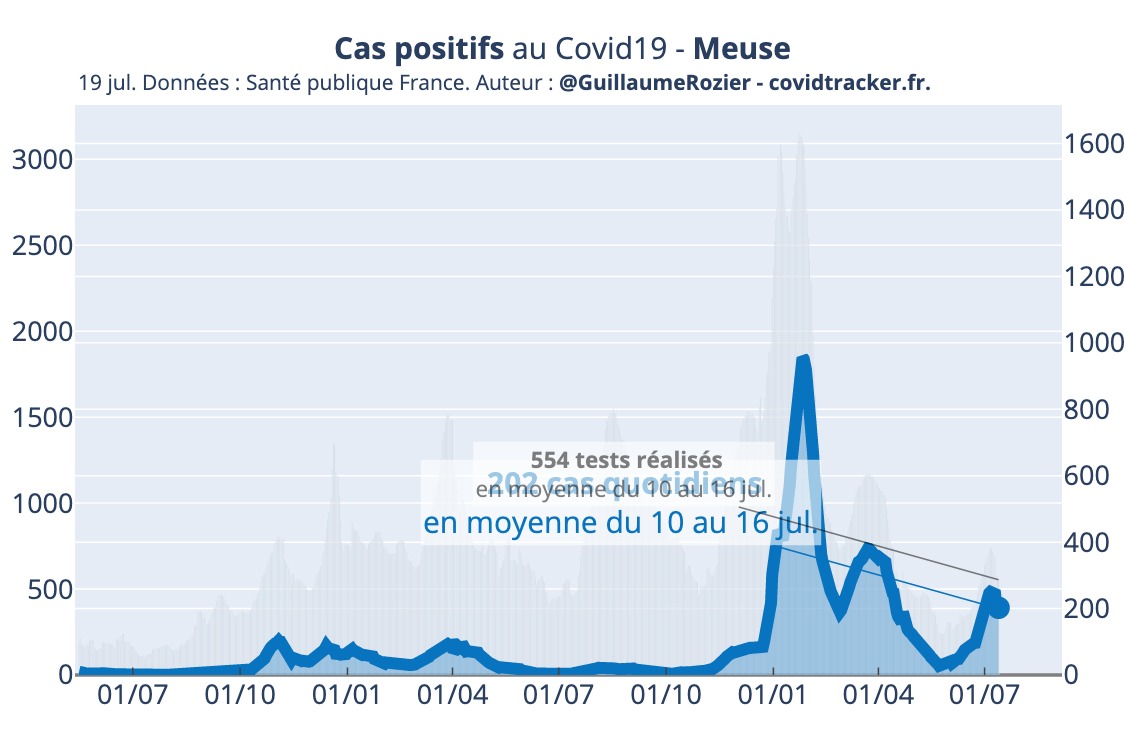 Cas positifs au Covid19 - Meuse
19 jul. Données : Santé publique France. Auteur : @GuillaumeRozier - covidtracker.fr.
3000
2500
2000
1500
1000
500
0
1600
1400
1200
1000
800
600
400
200
0
554 tests réalisés
202 cas quotidiens
en moyenne du 10 au 16 jul.
en moyenne du 10 au 16 jul.
01/07 01/10 01/01 01/04 01/07 01/10 01/01 01/04 01/07